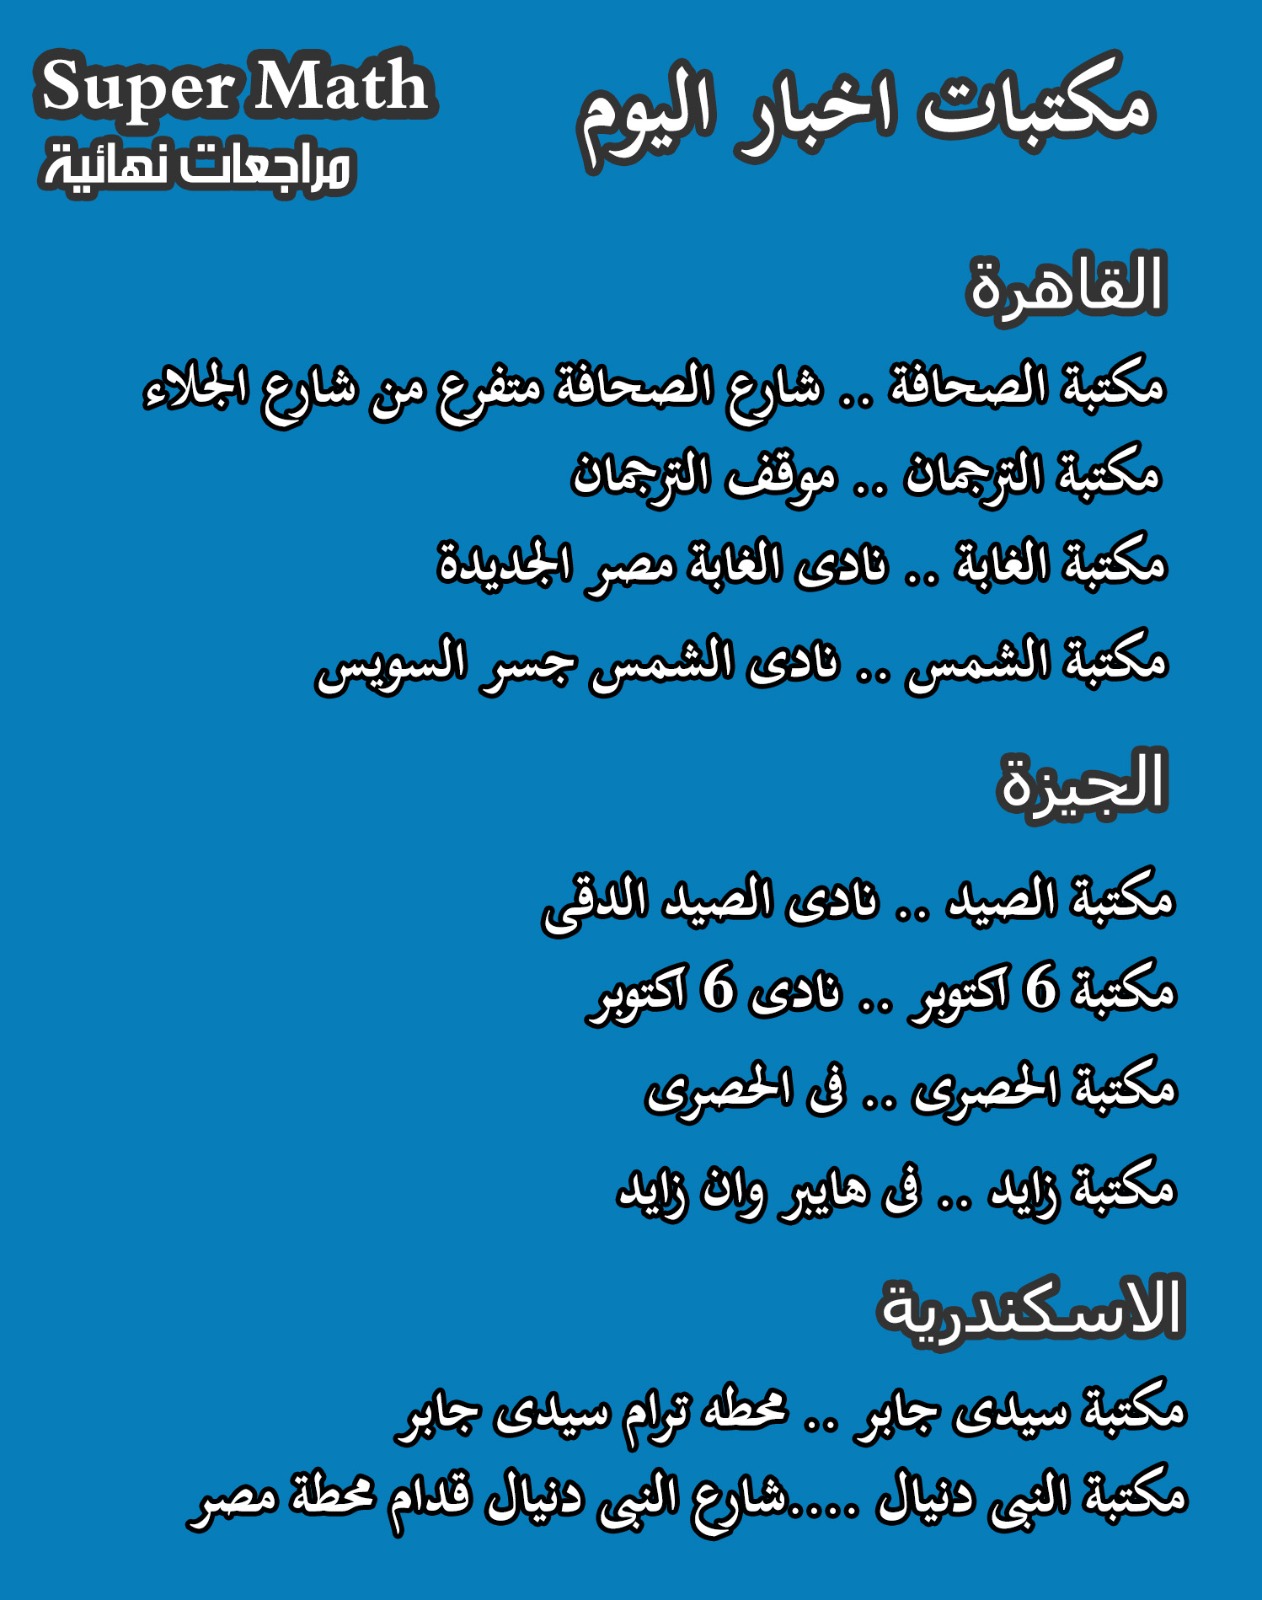 مكتبات اخبار اليوم
Super Math
مراجعات نهائية
القاهرة
مكتبة الصحافة .. شارع الصحافة متفرع من شارع الجلاء
مكتبة الترجمان .. موقف الترجمان
مكتبة الغابة .. نادى الغابة مصر الجديدة
مكتبة الشمس .. نادى الشمس جسر السويس
الجيزة
مكتبة الصيد .. نادى الصيد الدقى
مكتبة 6 اكتوبر .. نادى 6 اكتوبر
مكتبة الحصرى .. فى الحصرى
مكتبة زايد .. فى هايبر وان زايد
الاسكندرية
مكتبة سيدى جابر .. محطه ترام سيدى جابر
مكتبة النبى دنيال ....شارع النبى دنيال قدام محطة مصر